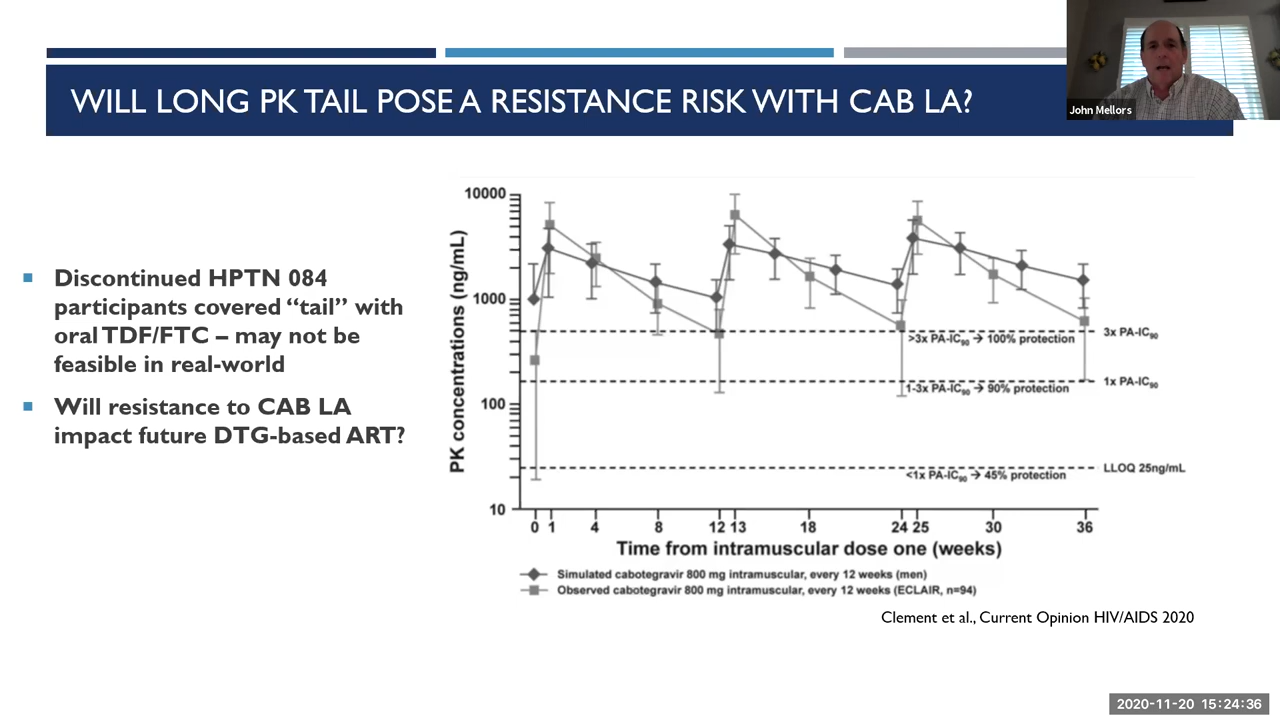 WILL LONG PK TAIL POSE A RESISTANCE RISK WITH CAB LA?
John Mellors
▪ Discontinued HPTN 084
participants covered “tail” with
oral TDF/FTC – may not be
feasible in real-world
▪ Will resistance to CAB LA
impact future DTG-based ART?
PK concentrations (ng/mL)
10000
1000
100
10
>3x PA-IC90 → 100% protection
3x PA-IC90
1-3x PA-IC90 → 90% protection
1x PA-IC90
<1x PA-IC90 → 45% protection
LLOQ 25ng/mL
0 1 4 8 12 13 18 24 25 30 36
Time from intramuscular dose one (weeks)
Simulated cabotegravir 800 mg intramuscular, every 12 weeks (men)
Observed cabotegravir 800 mg intramuscular, every 12 weeks (ECLAIR, n=94)
Clement et al., Current Opinion HIV/AIDS 2020
2020-11-20 15:24:36